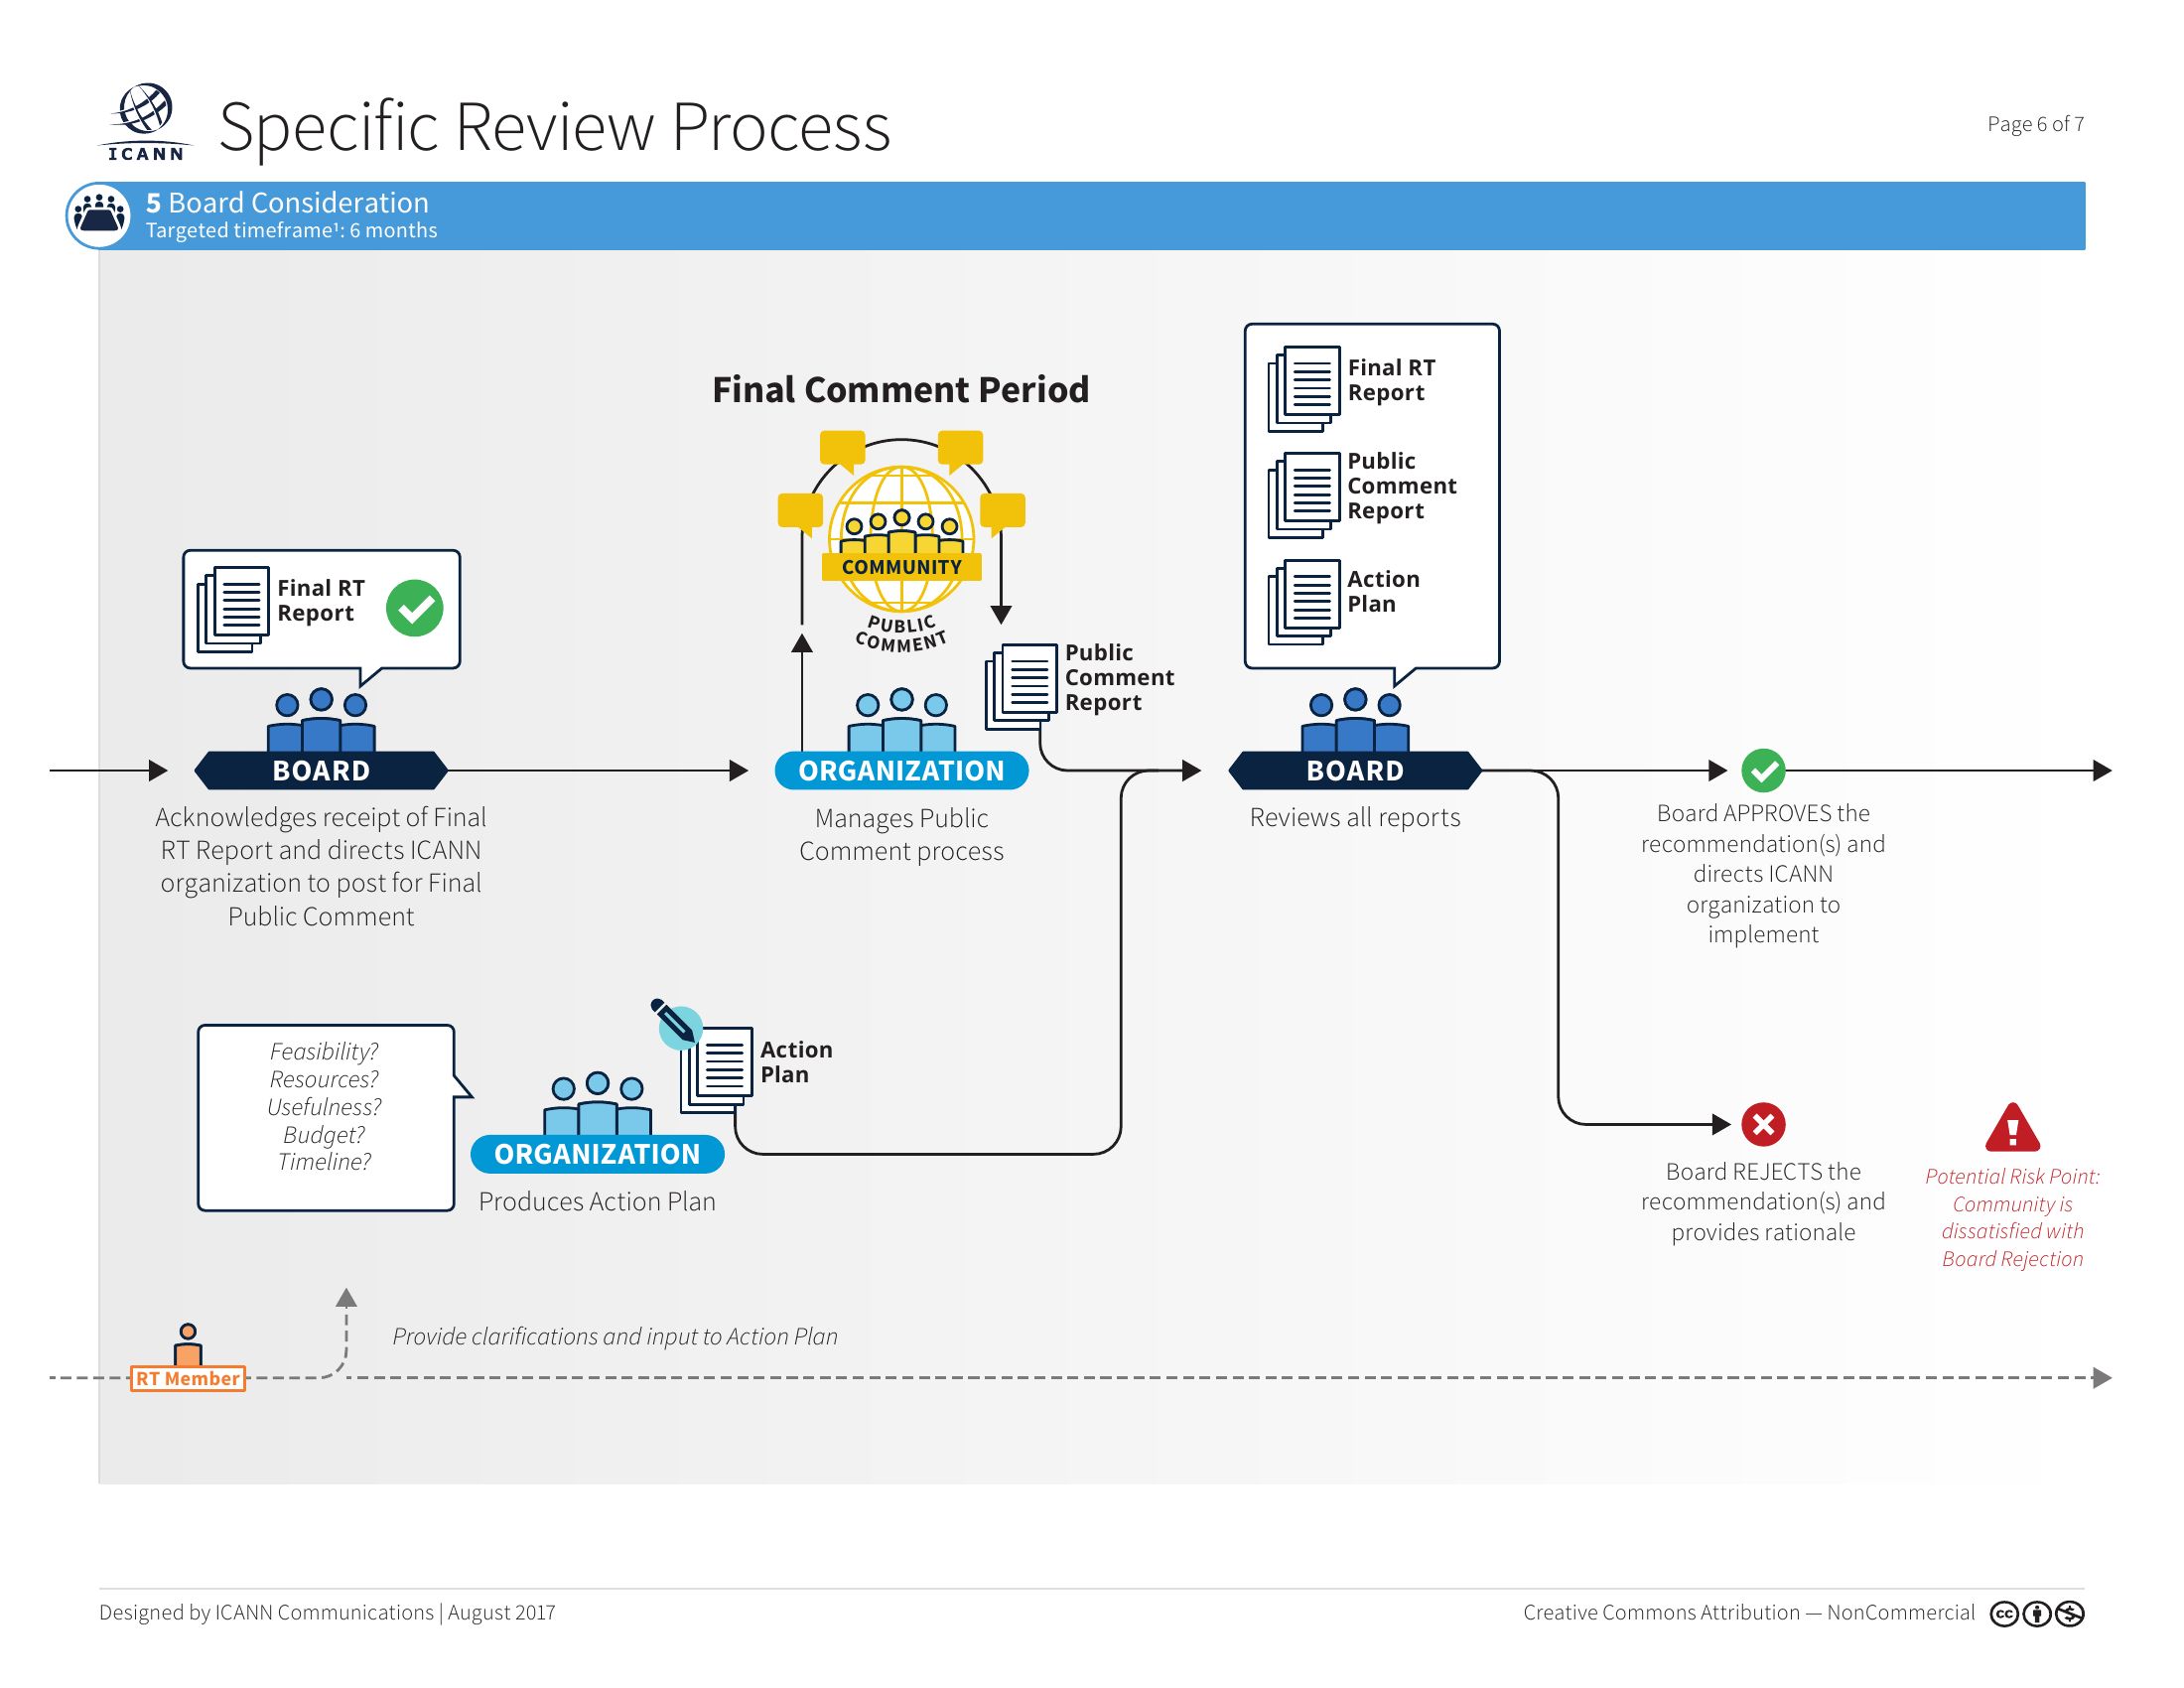 ICANN
Specific Review Process
Page 6 of 7
5 Board Consideration
Targeted timeframe¹: 6 months
Final RT
Report
BOARD
Acknowledges receipt of Final
RT Report and directs ICANN
organization to post for Final
Public Comment
Final Comment Period
COMMUNITY
PUBLIC
COMMENT
Public
Comment
Report
ORGANIZATION
Manages Public
Comment process
Final RT
Report
Public
Comment
Report
Action
Plan
BOARD
Reviews all reports
Board APPROVES the
recommendation(s) and
directs ICANN
organization to
implement
Feasibility?
Resources?
Usefulness?
Budget?
Timeline?
Action
Plan
ORGANIZATION
Produces Action Plan
Board REJECTS the
recommendation(s) and
provides rationale
Potential Risk Point:
Community is
dissatisfied with
Board Rejection
RT Member
Provide clarifications and input to Action Plan
Designed by ICANN Communications | August 2017
Creative Commons Attribution — NonCommercial
cc